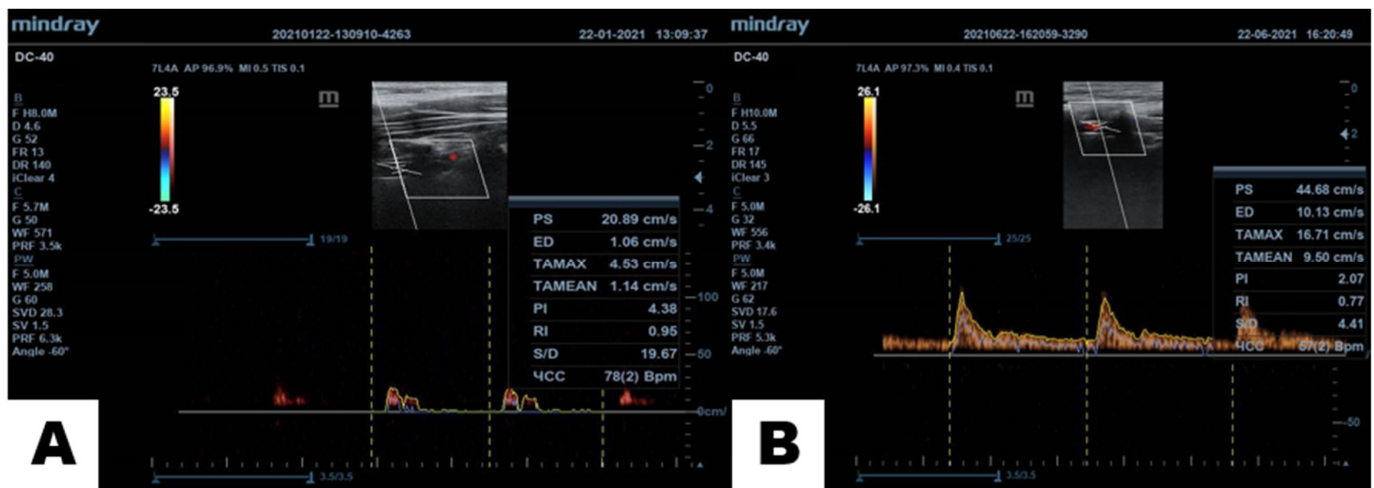 mindray
20210122-130910-4263 22-01-2021 13:09:37
DC-40
7L4A AP 96.9% MI 0.5 TIS 0.1
23.5
-23.5
m
B
F H8.0M
D 4.6
G 52
FR 13
DR 140
iClear 4
C
F 5.7M
G 50
WF 571
PRF 3.5k
PW
F 5.0M
WF 258
G 60
SVD 28.3
SV 1.5
PRF 6.3k
Angle -60°
0
2
4
19/19
PS 20.89 cm/s
ED 1.06 cm/s
TAMAX 4.53 cm/s
TAMEAN 1.14 cm/s
PI 4.38
RI 0.95
S/D 19.67
ЧСС 78(2) Bpm
100
50
0cm/
3.5/3.5
A
mindray
20210622-162059-3290 22-06-2021 16:20:49
DC-40
7L4A AP 97.3% MI 0.4 TIS 0.1
26.1
-26.1
m
B
F H10.0M
D 5.5
G 66
FR 17
DR 145
iClear 3
C
F 5.0M
G 32
WF 556
PRF 3.4k
PW
F 5.0M
WF 217
G 62
SVD 17.6
SV 1.5
PRF 5.3k
Angle -60°
0
2
25/25
PS 44.68 cm/s
ED 10.13 cm/s
TAMAX 16.71 cm/s
TAMEAN 9.50 cm/s
PI 2.07
RI 0.77
S/D 4.41
ЧСС 57(2) Bpm
-50
3.5/3.5
B